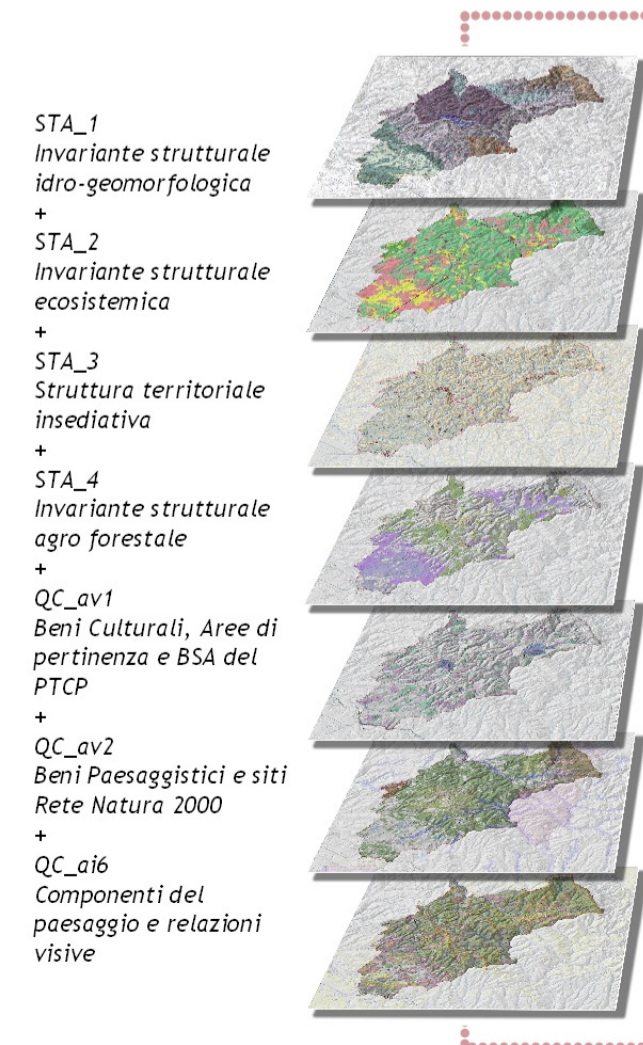 STA_1
Invariante strutturale
idro-geomorfologica
+
STA_2
Invariante strutturale
ecosistemica
+
STA_3
Struttura territoriale
insediativa
+
STA_4
Invariante strutturale
agro forestale
+
QC_av1
Beni Culturali, Aree di
pertinenza e BSA del
PTCP
+
QC_av2
Beni Paesaggistici e siti
Rete Natura 2000
+
QC_ai6
Componenti del
paesaggio e relazioni
visive